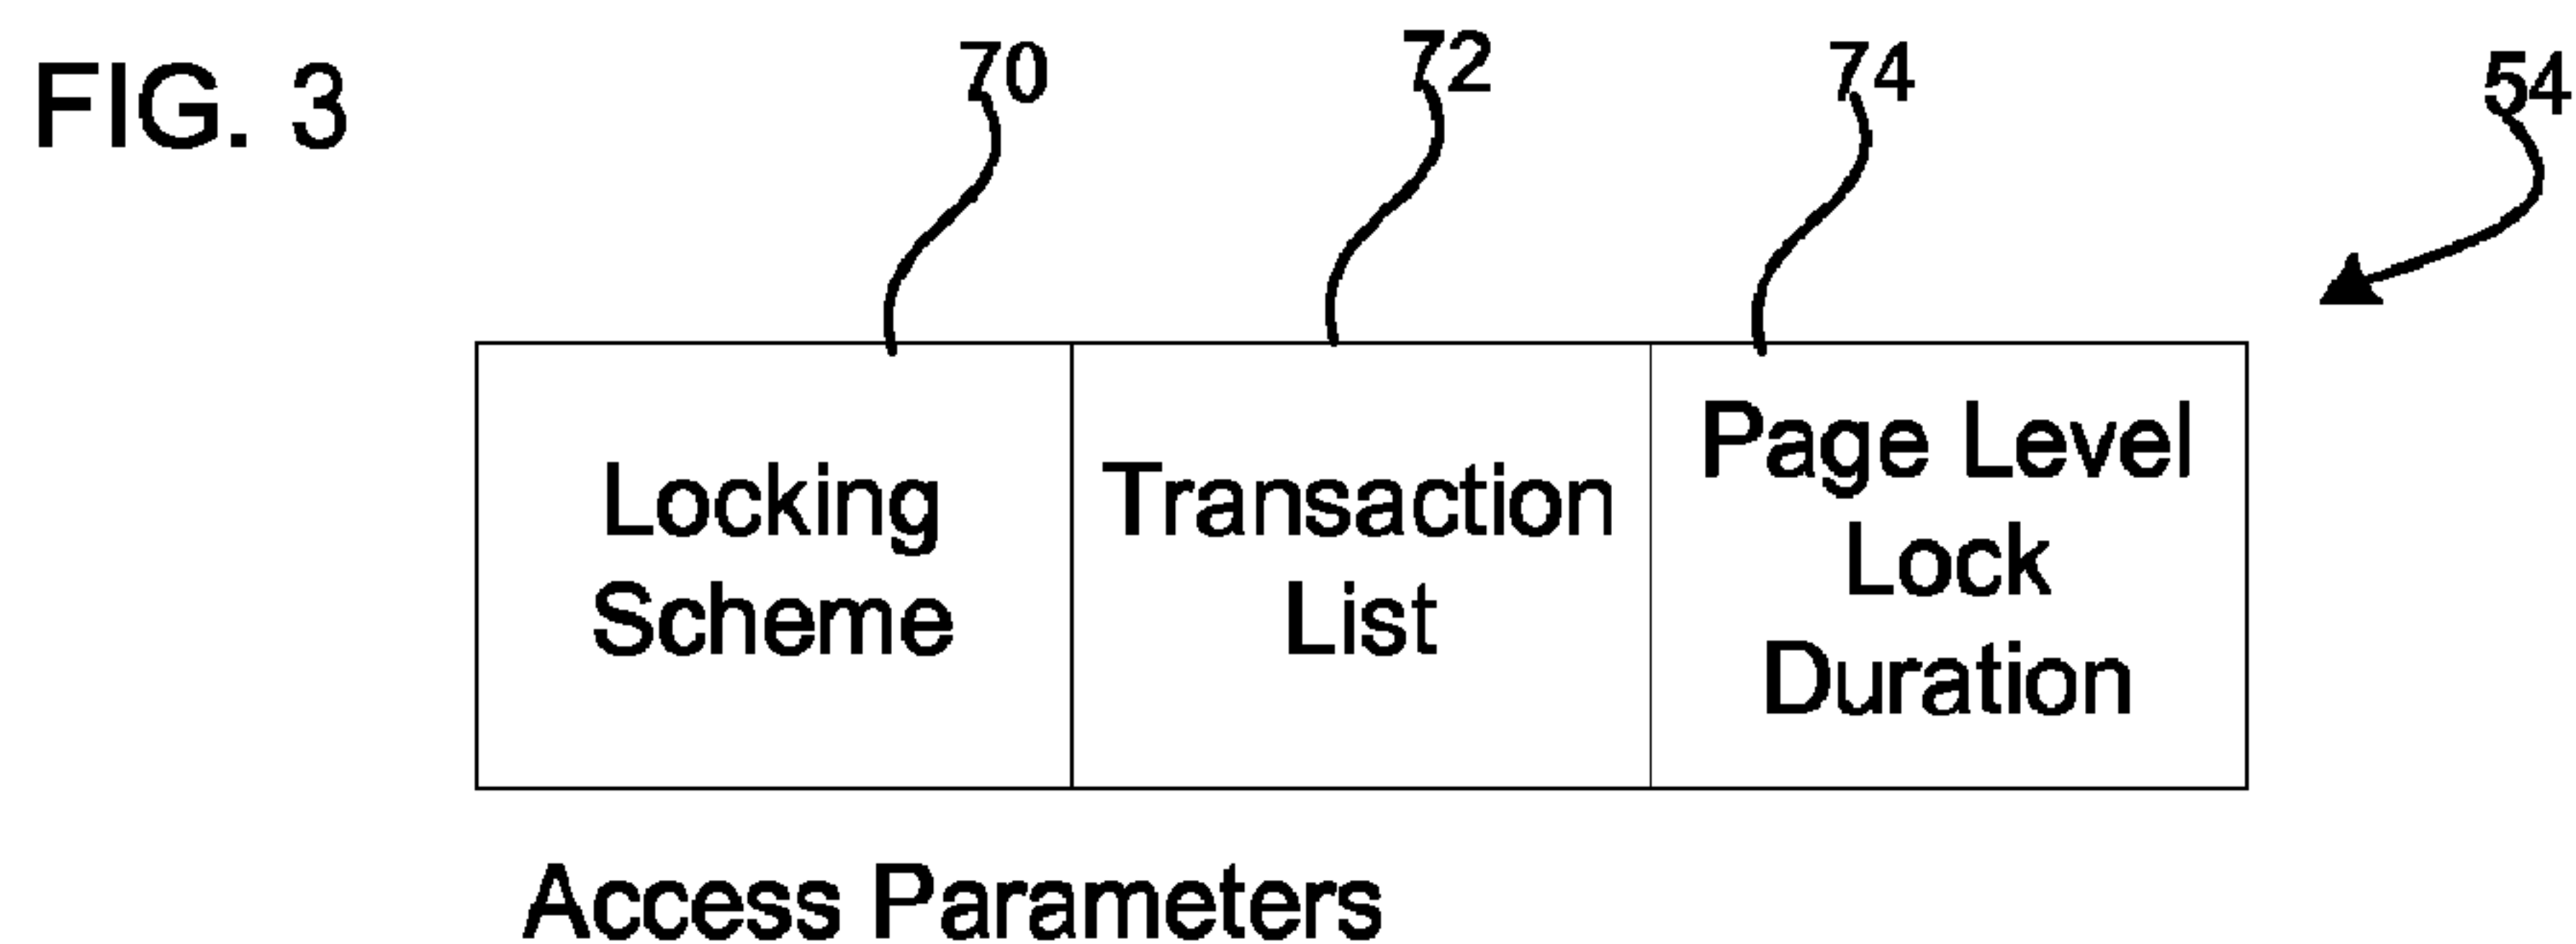 FIG. 3
70
72
74
54
Locking
Scheme
Transaction
List
Page Level
Lock
Duration
Access Parameters